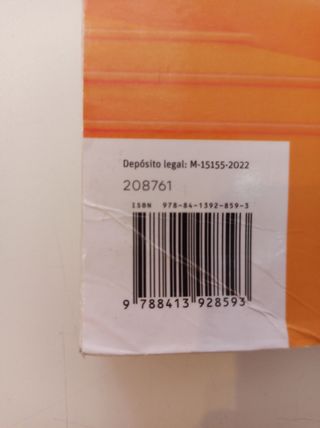 Depósito legal: M-15155-2022
208761
ISBN 978-84-1392-859-3
9 788413 928593